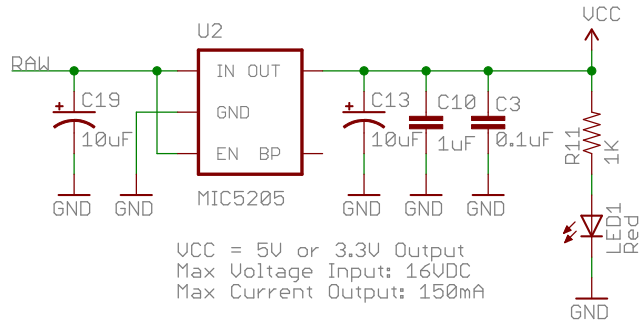 VCC
U2
RAW
IN OUT
GND
EN BP
MIC5205
C19
10uF
C13
10uF
C10
1uF
C3
0.1uF
R11
1K
LED1
Red
GND
GND
GND
GND
GND
GND
VCC = 5V or 3.3V Output
Max Voltage Input: 16VDC
Max Current Output: 150mA